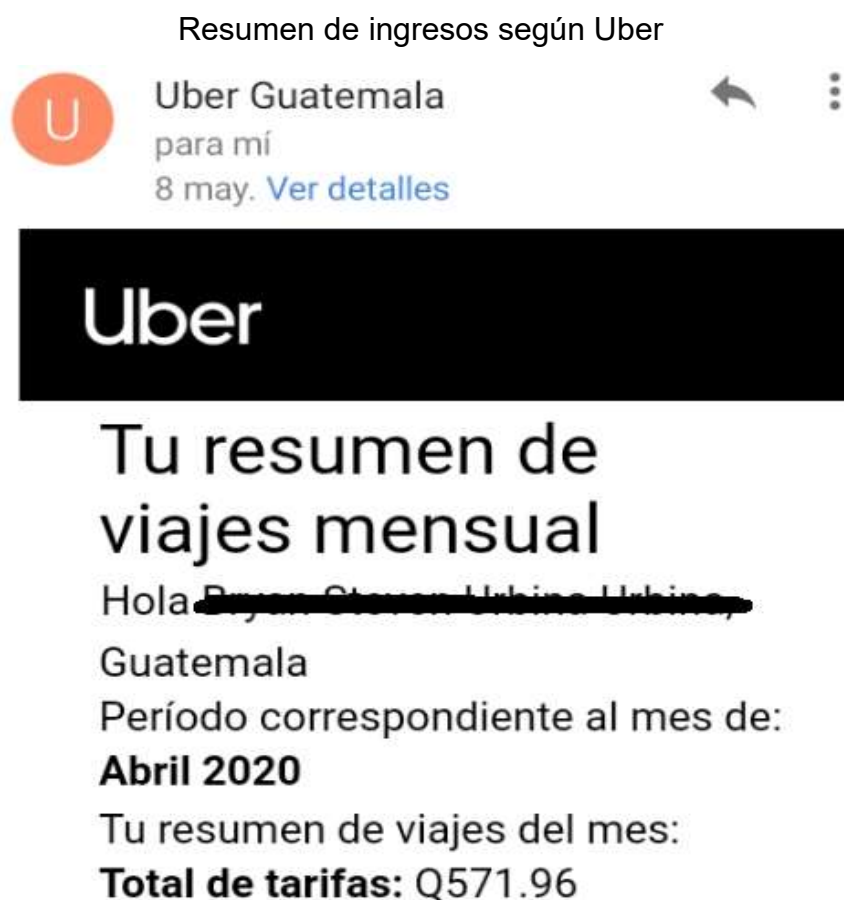 Resumen de ingresos según Uber
U
Uber Guatemala
para mí
8 may. Ver detalles
Uber
Tu resumen de
viajes mensual
Hola
Guatemala
Período correspondiente al mes de:
Abril 2020
Tu resumen de viajes del mes:
Total de tarifas: Q571.96